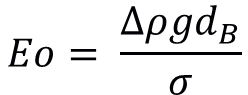 Eo = Δρgd_B / σ